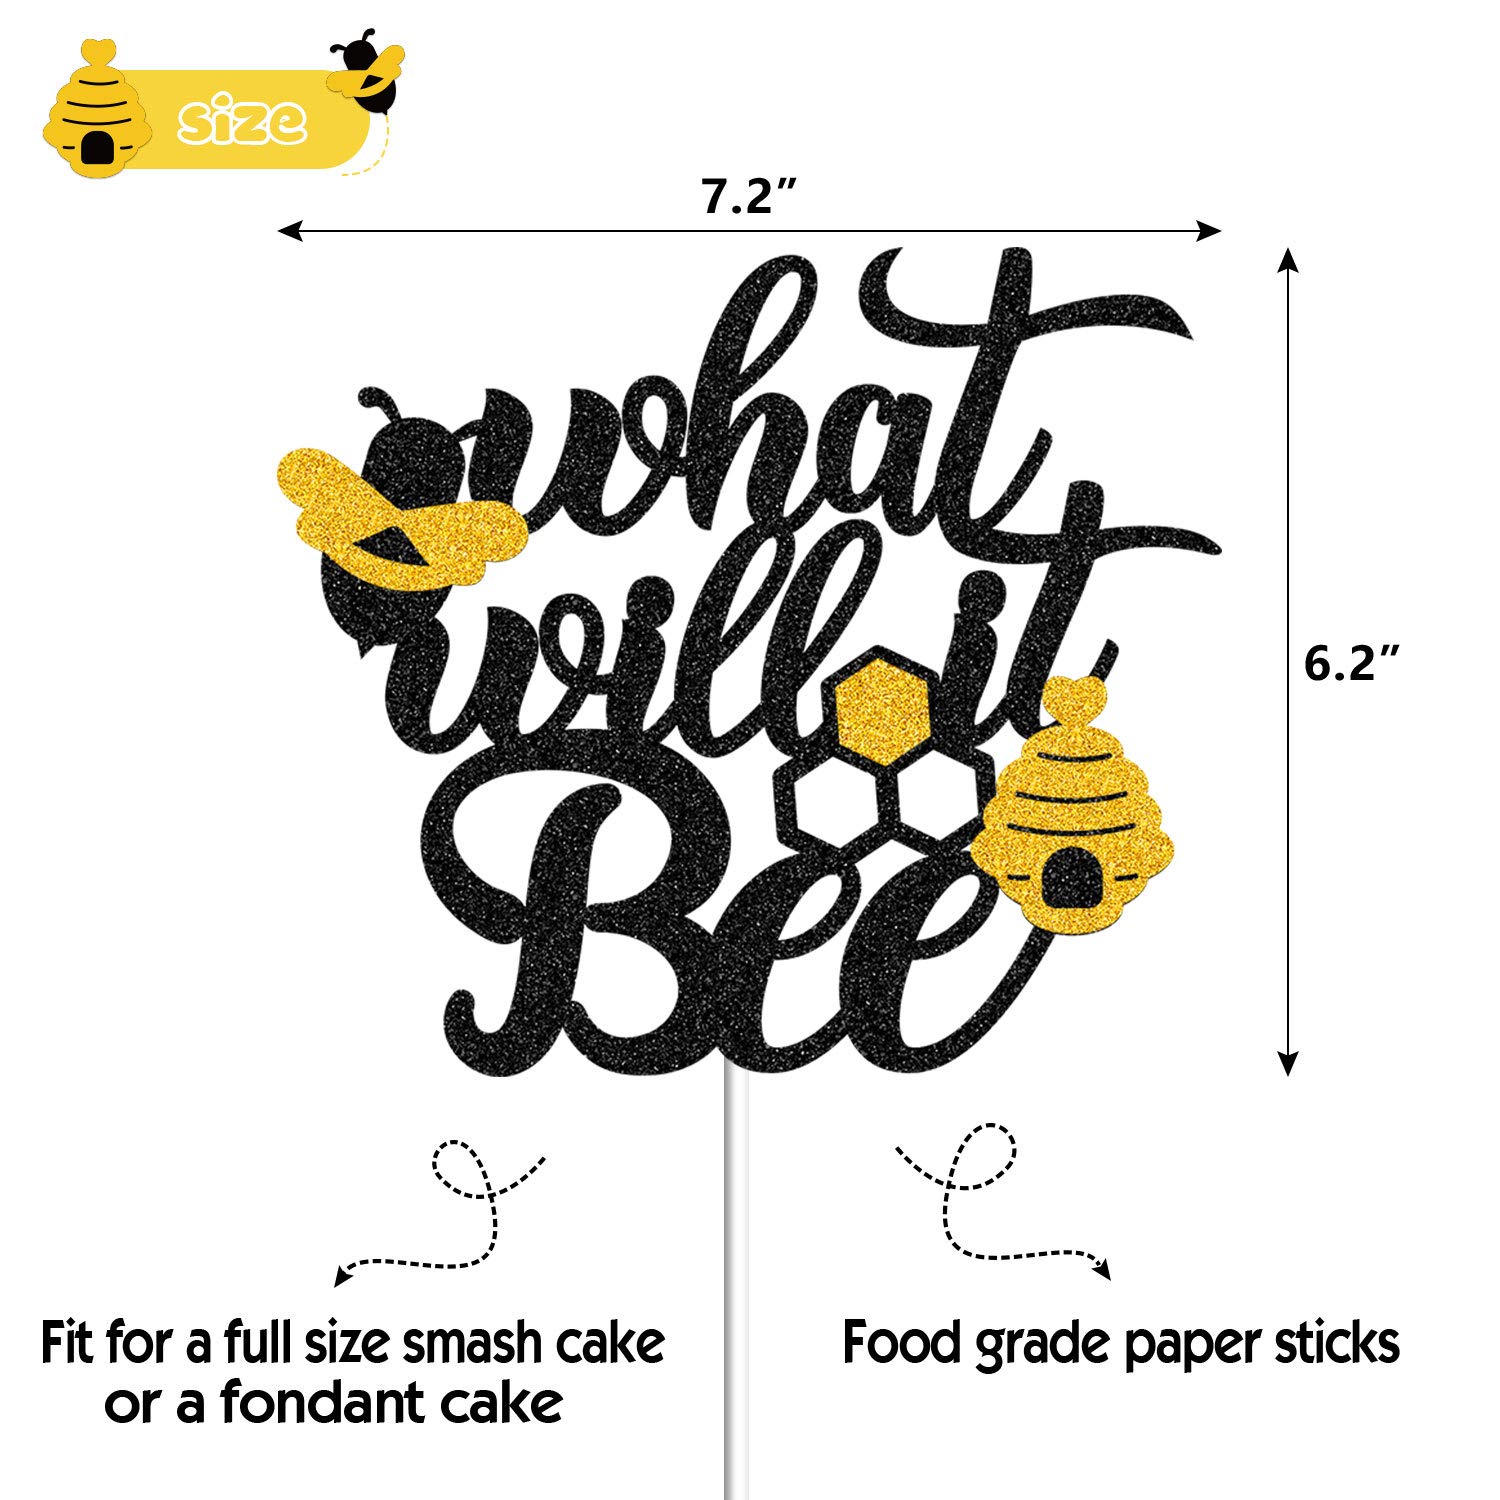 size
7.2”
what
will it
Bee
6.2”
Fit for a full size smash cake
or a fondant cake
Food grade paper sticks